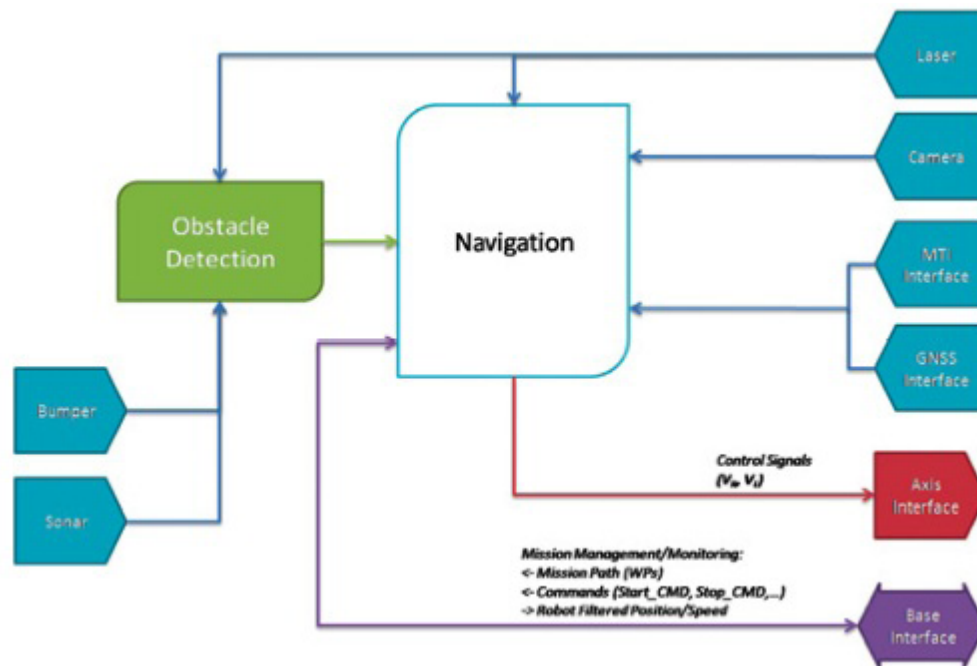 Laser
Camera
Obstacle
Detection
Navigation
MTi
Interface
GNSS
Interface
Bumper
Sonar
Control Signals
Axis
Interface
Mission Management/Monitoring:
<- Mission Path (WPs)
<- Commands (Start_CMD, Stop_CMD,...)
-> Robot Filtered Position/Speed
Base
Interface